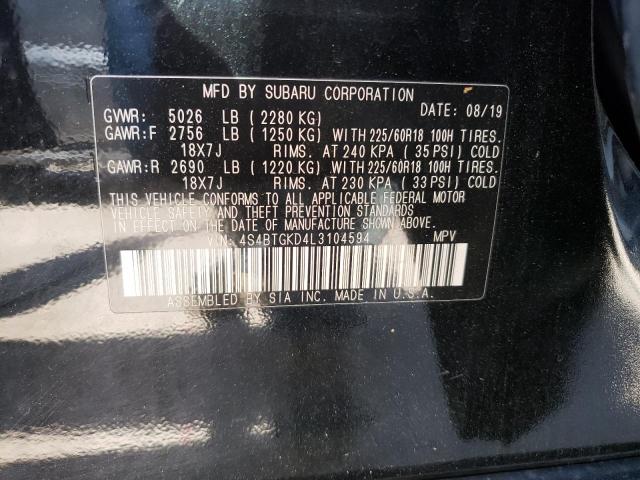 MFD BY SUBARU CORPORATION
DATE: 08/19
GVWR: 5026 LB (2280 KG)
GAWR:F 2756 LB (1250 KG) WITH 225/60R18 100H TIRES.
18X7J RIMS. AT 240 KPA (35 PSI) COLD
GAWR:R 2690 LB (1220 KG) WITH 225/60R18 100H TIRES.
18X7J RIMS. AT 230 KPA (33 PSI) COLD
THIS VEHICLE CONFORMS TO ALL APPLICABLE FEDERAL MOTOR
VEHICLE SAFETY AND THEFT PREVENTION STANDARDS
IN EFFECT ON THE DATE OF MANUFACTURE SHOWN ABOVE.
VIN: 4S4BTGKD4L3104594 MPV
ASSEMBLED BY SIA INC. MADE IN U.S.A.